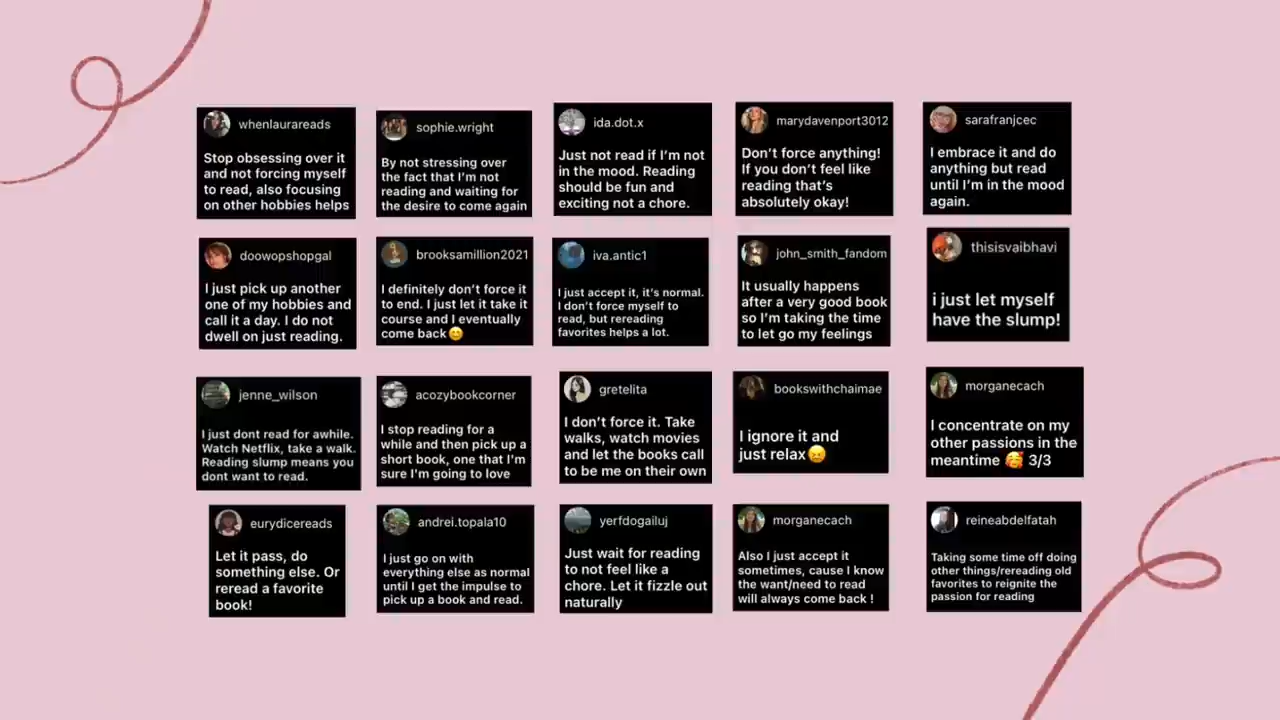 whenlaurareads
Stop obsessing over it
and not forcing myself
to read, also focusing
on other hobbies helps
sophie.wright
By not stressing over
the fact that I'm not
reading and waiting for
the desire to come again
ida.dot.x
Just not read if I'm not
in the mood. Reading
should be fun and
exciting not a chore.
marydavenport3012
Don't force anything!
If you don't feel like
reading that's
absolutely okay!
sarafranjcec
I embrace it and do
anything but read
until I'm in the mood
again.
doowopshopgal
I just pick up another
one of my hobbies and
call it a day. I do not
dwell on just reading.
brooksamillion2021
I definitely don't force it
to end. I just let it take it
course and I eventually
come back😊
iva.antic1
I just accept it, it's normal.
I don't force myself to
read, but rereading
favorites helps a lot.
john_smith_fandom
It usually happens
after a very good book
so I'm taking the time
to let go my feelings
thisisvaibhavi
i just let myself
have the slump!
jenne_wilson
I just dont read for awhile.
Watch Netflix, take a walk.
Reading slump means you
dont want to read.
acozybookcorner
I stop reading for a
while and then pick up a
short book, one that I'm
sure I'm going to love
gretelita
I don't force it. Take
walks, watch movies
and let the books call
to be me on their own
bookswithchaimae
I ignore it and
just relax😖
morganecach
I concentrate on my
other passions in the
meantime 🥰 3/3
eurydicereads
Let it pass, do
something else. Or
reread a favorite
book!
andrei.topala10
I just go on with
everything else as normal
until I get the impulse to
pick up a book and read.
yerfdogailuj
Just wait for reading
to not feel like a
chore. Let it fizzle out
naturally
morganecach
Also I just accept it
sometimes, cause I know
the want/need to read
will always come back !
reineabdelfatah
Taking some time off doing
other things/rereading old
favorites to reignite the
passion for reading